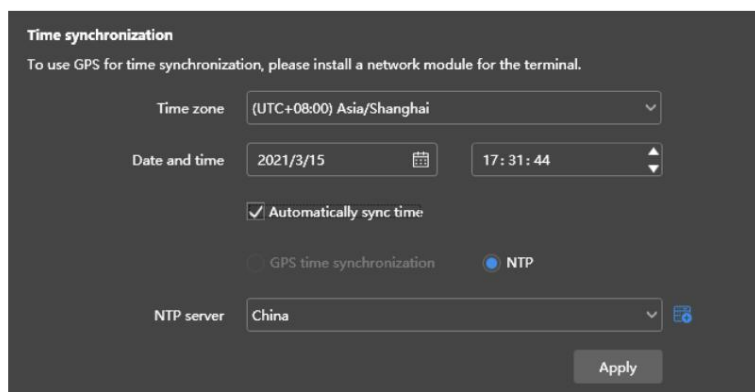 Time synchronization
To use GPS for time synchronization, please install a network module for the terminal.
Time zone (UTC+08:00) Asia/Shanghai
Date and time 2021/3/15 17:31:44
Automatically sync time
GPS time synchronization NTP
NTP server China
Apply